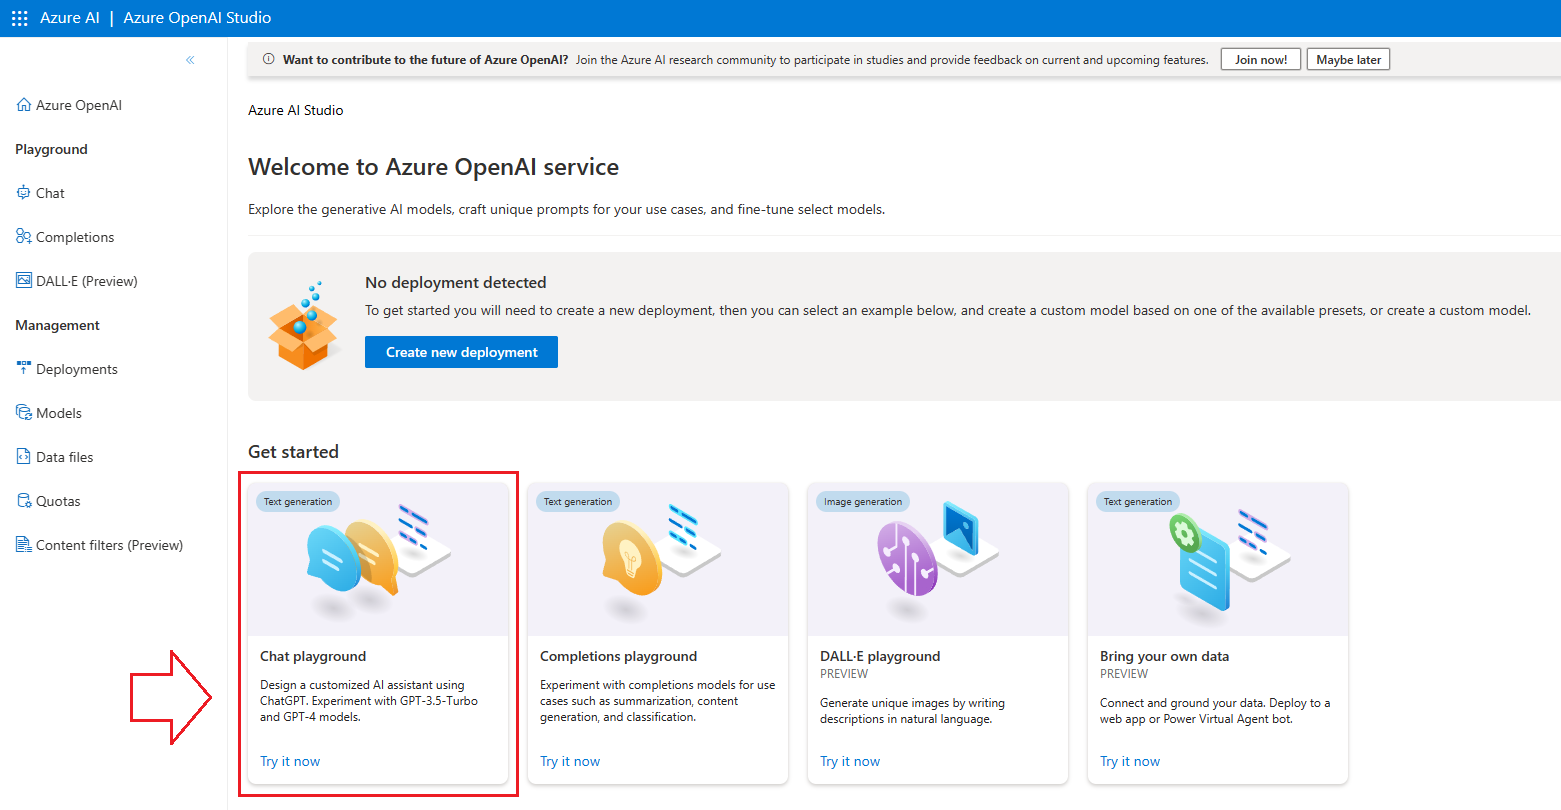 Azure AI | Azure OpenAI Studio
Want to contribute to the future of Azure OpenAI? Join the Azure AI research community to participate in studies and provide feedback on current and upcoming features. Join now! Maybe later
Azure OpenAI
Playground
Chat
Completions
DALL·E (Preview)
Management
Deployments
Models
Data files
Quotas
Content filters (Preview)
Azure AI Studio
Welcome to Azure OpenAI service
Explore the generative AI models, craft unique prompts for your use cases, and fine-tune select models.
No deployment detected
To get started you will need to create a new deployment, then you can select an example below, and create a custom model based on one of the available presets, or create a custom model.
Create new deployment
Get started
Text generation
Chat playground
Design a customized AI assistant using
ChatGPT. Experiment with GPT-3.5-Turbo
and GPT-4 models.
Try it now
Text generation
Completions playground
Experiment with completions models for use
cases such as summarization, content
generation, and classification.
Try it now
Image generation
DALL·E playground
PREVIEW
Generate unique images by writing
descriptions in natural language.
Try it now
Text generation
Bring your own data
PREVIEW
Connect and ground your data. Deploy to a
web app or Power Virtual Agent bot.
Try it now